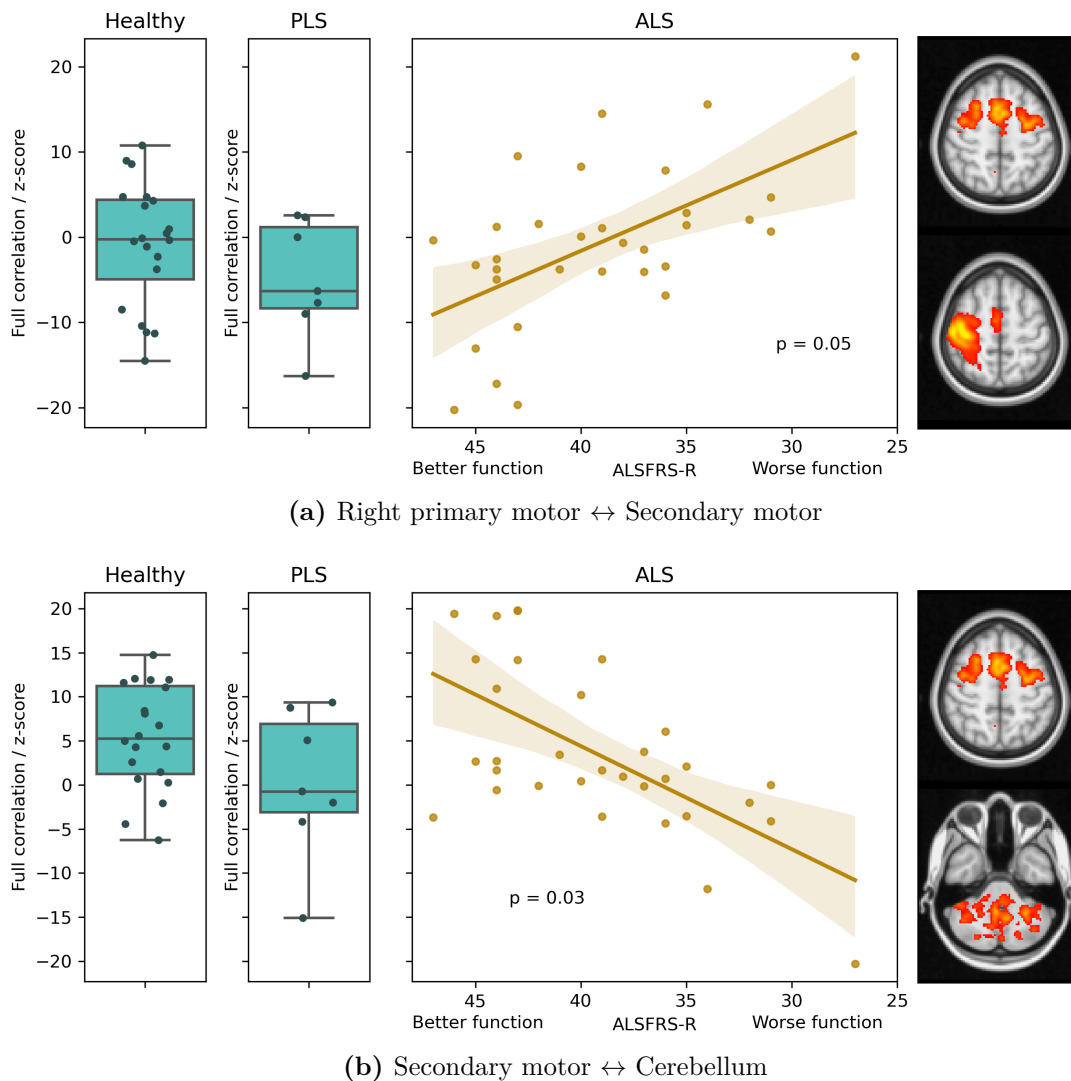 Healthy PLS ALS
Full correlation / z-score
20
10
0
−10
−20
Full correlation / z-score
p = 0.05
45 40 35 30 25
Better function ALSFRS-R Worse function
(a) Right primary motor ↔ Secondary motor
Healthy PLS ALS
Full correlation / z-score
20
15
10
5
0
−5
−10
−15
−20
Full correlation / z-score
p = 0.03
45 40 35 30 25
Better function ALSFRS-R Worse function
(b) Secondary motor ↔ Cerebellum